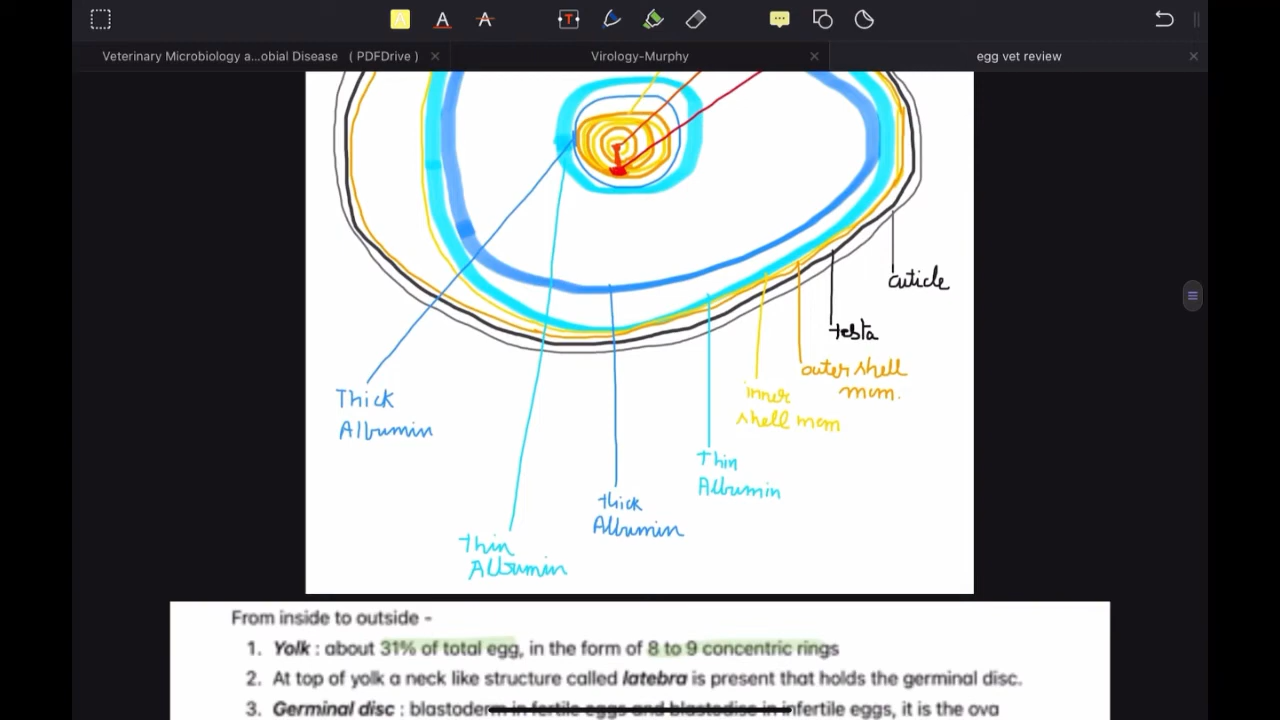 A A A T
Veterinary Microbiology a...obial Disease ( PDFDrive ) × Virology-Murphy × egg vet review ×
cuticle
testa
outer shell
mem.
inner
shell mem
Thick
Albumin
Thin
Albumin
thick
Albumin
Thin
Albumin
From inside to outside -
1. Yolk : about 31% of total egg, in the form of 8 to 9 concentric rings
2. At top of yolk a neck like structure called latebra is present that holds the germinal disc.
3. Germinal disc : blastoderm in fertile eggs and blastodisc in infertile eggs, it is the ova